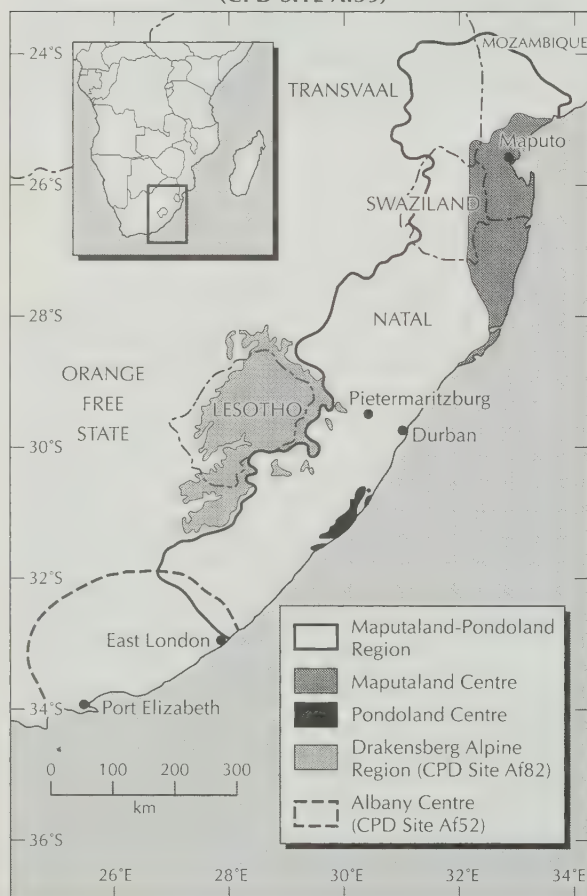 (CPD SITE Af59)
24°S
MOZAMBIQUE
TRANSVAAL
Maputo
26°S
SWAZILAND
28°S
NATAL
ORANGE
FREE
STATE
LESOTHO
Pietermaritzburg
Durban
30°S
32°S
East London
Port Elizabeth
34°S
0 100 200 300
km
Maputaland-Pondoland
Region
Maputaland Centre
Pondoland Centre
Drakensberg Alpine
Region (CPD Site Af82)
Albany Centre
(CPD Site Af52)
36°S
26°E 28°E 30°E 32°E 34°E